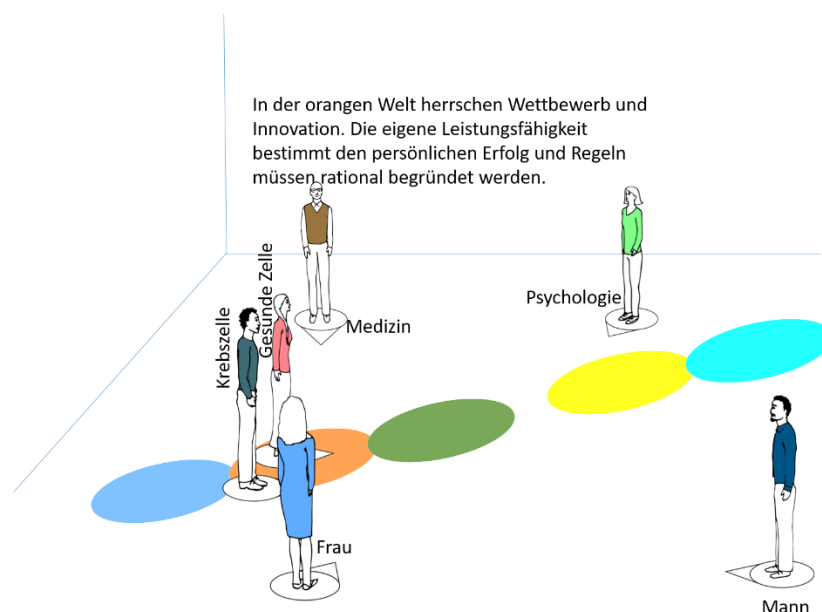 In der orangen Welt herrschen Wettbewerb und
Innovation. Die eigene Leistungsfähigkeit
bestimmt den persönlichen Erfolg und Regeln
müssen rational begründet werden.
Krebszelle
Gesunde Zelle
Medizin
Psychologie
Frau
Mann